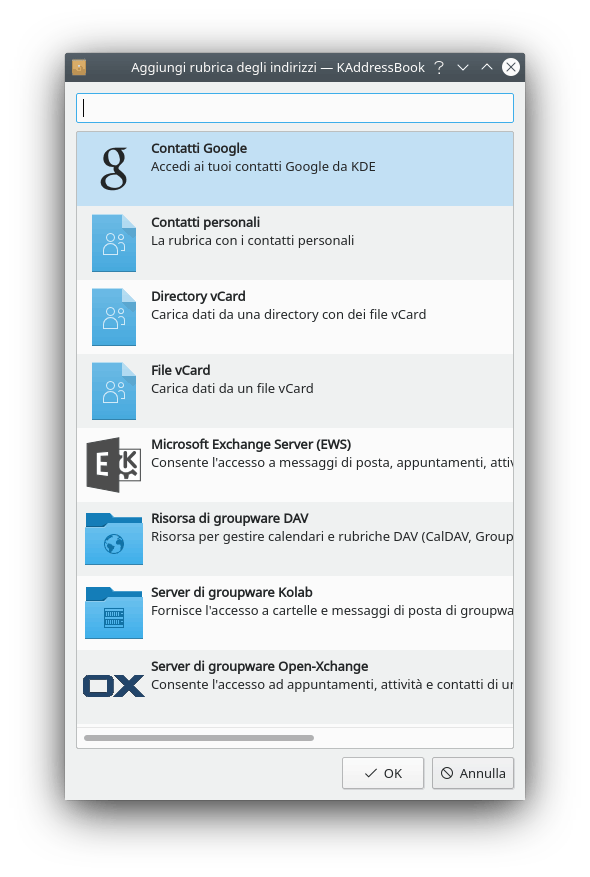 Aggiungi rubrica degli indirizzi — KAddressBook
Contatti Google
Accedi ai tuoi contatti Google da KDE
Contatti personali
La rubrica con i contatti personali
Directory vCard
Carica dati da una directory con dei file vCard
File vCard
Carica dati da un file vCard
Microsoft Exchange Server (EWS)
Consente l'accesso a messaggi di posta, appuntamenti, attiv
Risorsa di groupware DAV
Risorsa per gestire calendari e rubriche DAV (CalDAV, Group
Server di groupware Kolab
Fornisce l'accesso a cartelle e messaggi di posta di groupwa
Server di groupware Open-Xchange
Consente l'accesso ad appuntamenti, attività e contatti di un
OK
Annulla